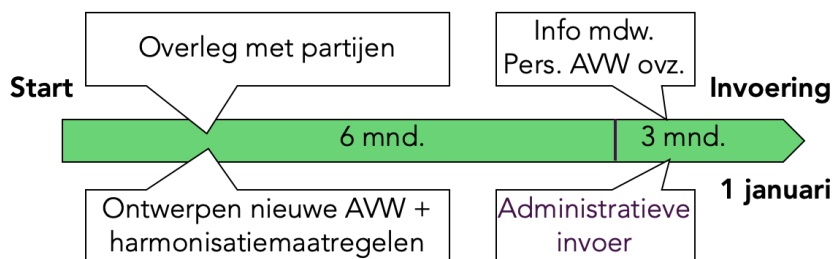 Overleg met partijen
Info mdw.
Pers. AVW ovz.
Start
Invoering
6 mnd.
3 mnd.
1 januari
Ontwerpen nieuwe AVW +
harmonisatiemaatregelen
Administratieve
invoer